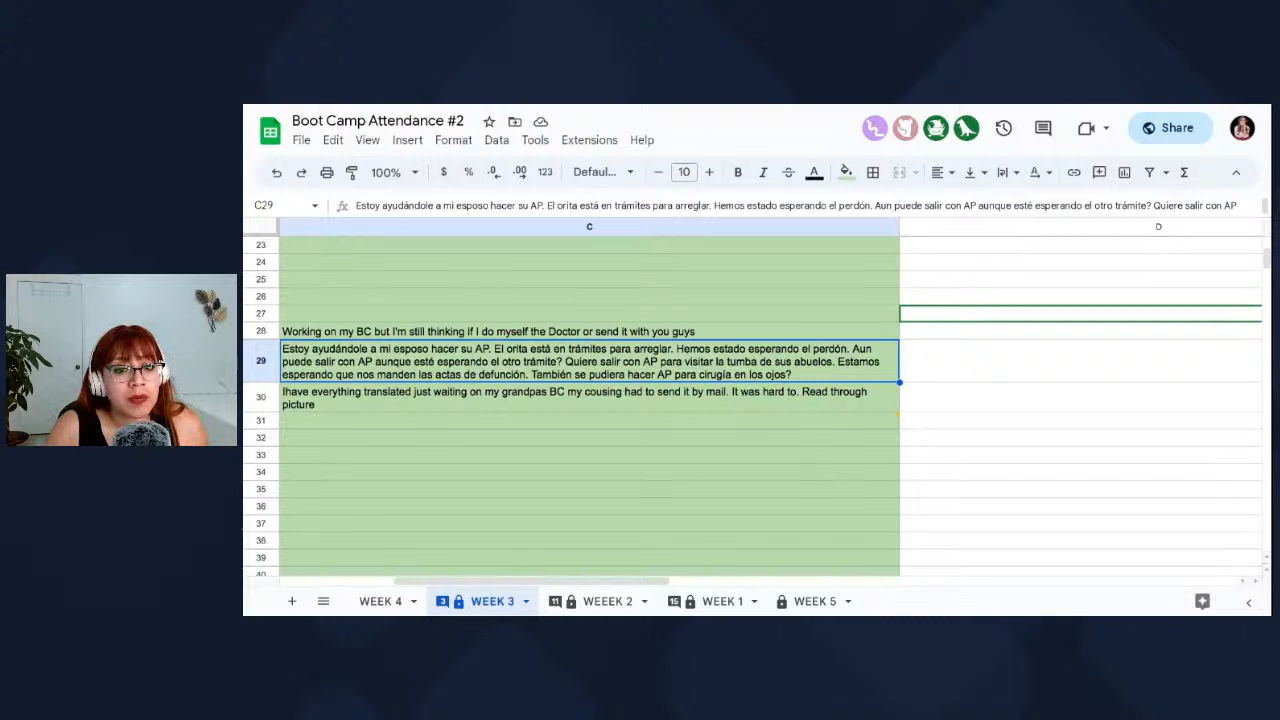 Boot Camp Attendance #2
File Edit View Insert Format Data Tools Extensions Help
Share
100% $ % .0 .00 123 Defaul... 10 B I A
C29 fx Estoy ayudándole a mi esposo hacer su AP. El orita está en trámites para arreglar. Hemos estado esperando el perdón. Aun puede salir con AP aunque esté esperando el otro trámite? Quiere salir con AP
C D
23
24
25
26
27
28 Working on my BC but I'm still thinking if I do myself the Doctor or send it with you guys
Estoy ayudándole a mi esposo hacer su AP. El orita está en trámites para arreglar. Hemos estado esperando el perdón. Aun
29 puede salir con AP aunque esté esperando el otro trámite? Quiere salir con AP para visitar la tumba de sus abuelos. Estamos
esperando que nos manden las actas de defunción. También se pudiera hacer AP para cirugía en los ojos?
30 Ihave everything translated just waiting on my grandpas BC my cousing had to send it by mail. It was hard to. Read through
picture
31
32
33
34
35
36
37
38
39
40
WEEK 4 3 WEEK 3 11 WEEEK 2 15 WEEK 1 WEEK 5